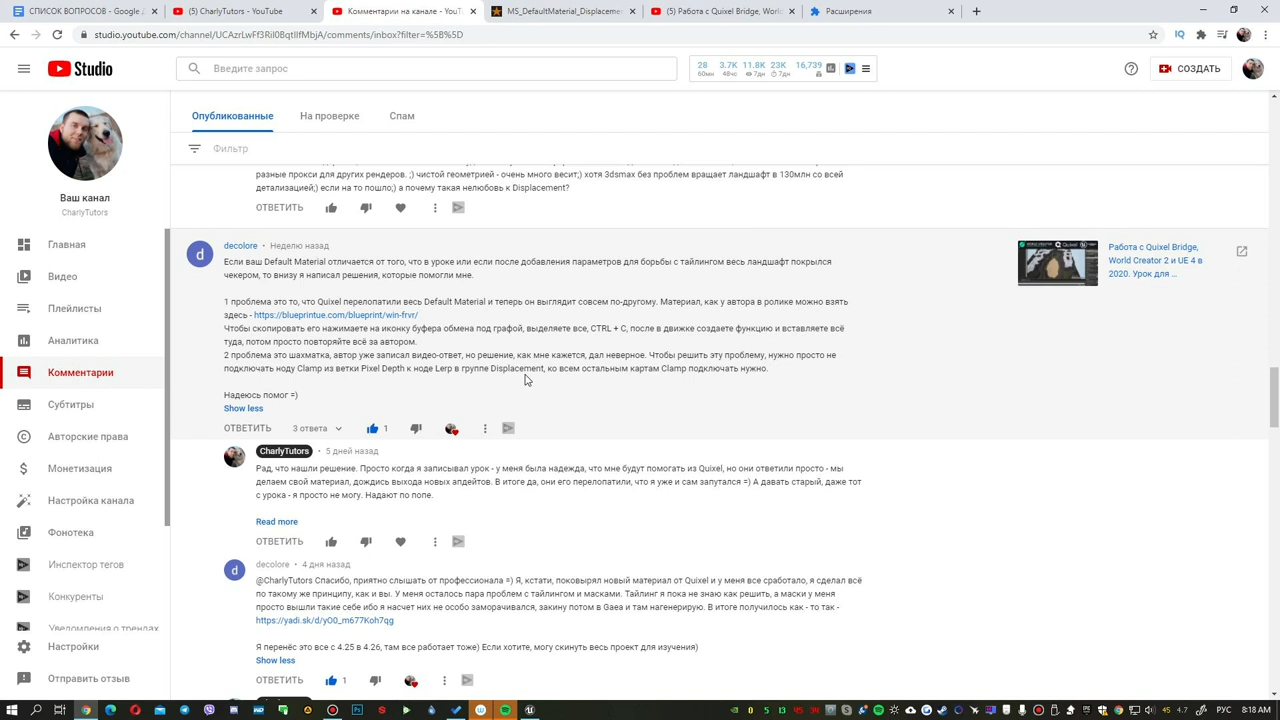 СПИСОК ВОПРОСОВ - Google Д
(5) CharlyTutors - YouTube
Комментарии на канале - YouT
MS_DefaultMaterial_Displacemen
(5) Работа с Quixel Bridge, World
Расширения
studio.youtube.com/channel/UCAzrLwFf3Ril0BqtlIfMbjA/comments/inbox?filter=%5B%5D
IQ
Studio
Введите запрос
28 3.7K 11.8K 23K 16,739
60мин 48чс 7дн 7дн
СОЗДАТЬ
Ваш канал
CharlyTutors
Главная
Видео
Плейлисты
Аналитика
Комментарии
Субтитры
Авторские права
Монетизация
Настройка канала
Фонотека
Инспектор тегов
Конкуренты
Уведомления о трендах
Настройки
Отправить отзыв
Опубликованные
На проверке
Спам
Фильтр
разные прокси для других рендеров. ;) чистой геометрией - очень много весит;) хотя 3dsmax без проблем вращает ландшафт в 130млн со всей
детализацией;) если на то пошло;) а почему такая нелюбовь к Displacement?
ОТВЕТИТЬ
d
decolore • Неделю назад
Если ваш Default Material отличается от того, что в уроке или если после добавления параметров для борьбы с тайлингом весь ландшафт покрылся
чекером, то внизу я написал решения, которые помогли мне.
1 проблема это то, что Quixel перелопатили весь Default Material и теперь он выглядит совсем по-другому. Материал, как у автора в ролике можно взять
здесь - https://blueprintue.com/blueprint/win-frvr/
Чтобы скопировать его нажимаете на иконку буфера обмена под графой, выделяете все, CTRL + C, после в движке создаете функцию и вставляете всё
туда, потом просто повторяйте всё за автором.
2 проблема это шахматка, автор уже записал видео-ответ, но решение, как мне кажется, дал неверное. Чтобы решить эту проблему, нужно просто не
подключать ноду Clamp из ветки Pixel Depth к ноде Lerp в группе Displacement, ко всем остальным картам Clamp подключать нужно.
Надеюсь помог =)
Show less
ОТВЕТИТЬ 3 ответа 1
Работа с Quixel Bridge,
World Creator 2 и UE 4 в
2020. Урок для ...
CharlyTutors • 5 дней назад
Рад, что нашли решение. Просто когда я записывал урок - у меня была надежда, что мне будут помогать из Quixel, но они ответили просто - мы
делаем свой материал, дождись выхода новых апдейтов. В итоге да, они его перелопатили, что я уже и сам запутался =) А давать старый, даже тот
с урока - я просто не могу. Надают по попе.
Read more
ОТВЕТИТЬ
d
decolore • 4 дня назад
@CharlyTutors Спасибо, приятно слышать от профессионала =) Я, кстати, поковырял новый материал от Quixel и у меня все сработало, я сделал всё
по такому же принципу, как и вы. У меня осталось пара проблем с тайлингом и масками. Тайлинг я пока не знаю как решить, а маски у меня
просто вышли такие себе ибо я насчет них не особо заморачивался, закину потом в Gaea и там нагенерирую. В итоге получилось как - то так -
https://yadi.sk/d/yO0_m677Koh7qg
Я перенёс это все с 4.25 в 4.26, там все работает тоже) Если хотите, могу скинуть весь проект для изучения)
Show less
ОТВЕТИТЬ 1
РУС
8:18 AM